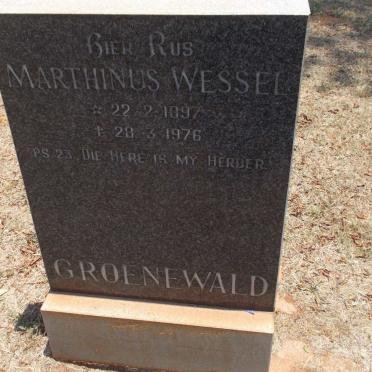 HIER RUS
MARTHINUS WESSEL
* 22-2-1897
† 28-3-1976
PS 23. DIE HERE IS MY HERDER.
GROENEWALD